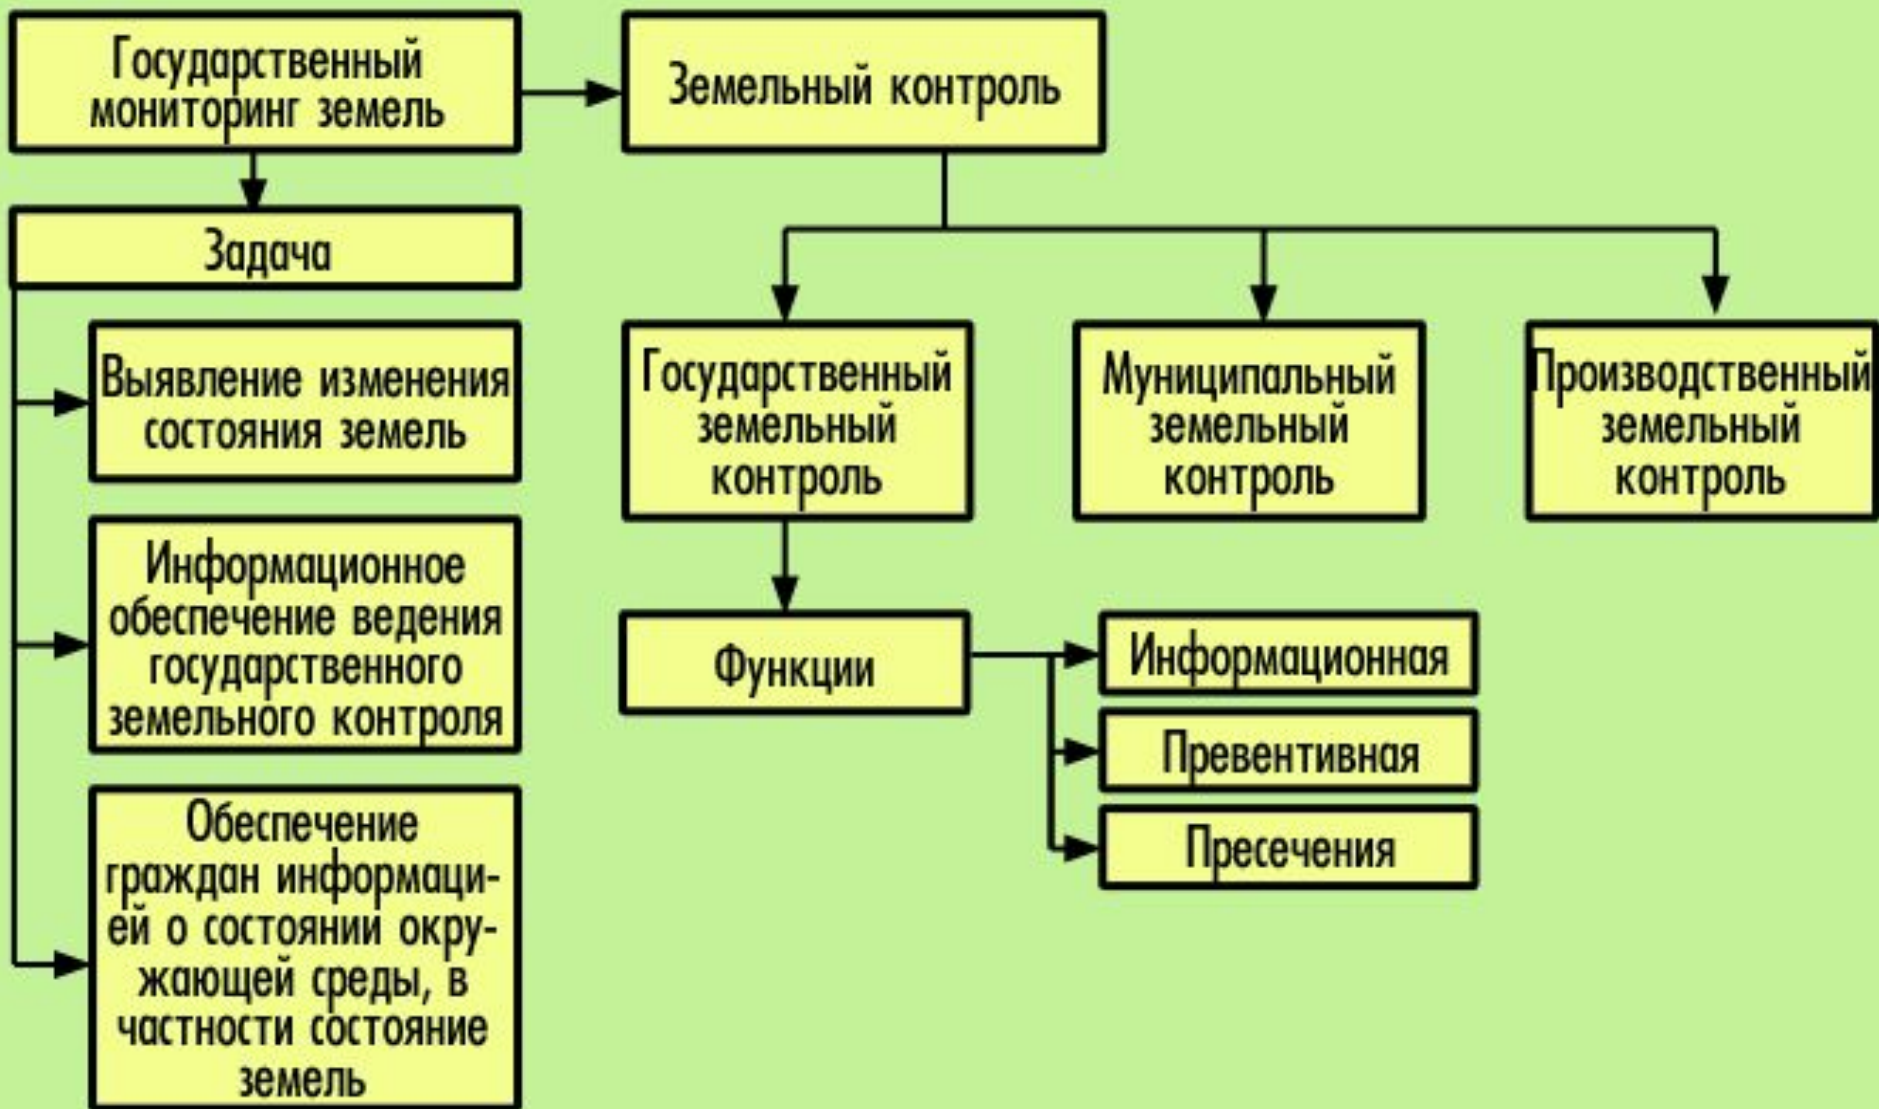 Государственный
мониторинг земель
Земельный контроль
Задача
Выявление изменения
состояния земель
Информационное
обеспечение ведения
государственного
земельного контроля
Обеспечение
граждан информаци-
ей о состоянии окру-
жающей среды, в
частности состояние
земель
Государственный
земельный
контроль
Муниципальный
земельный
контроль
Производственный
земельный
контроль
Функции
Информационная
Превентивная
Пресечения